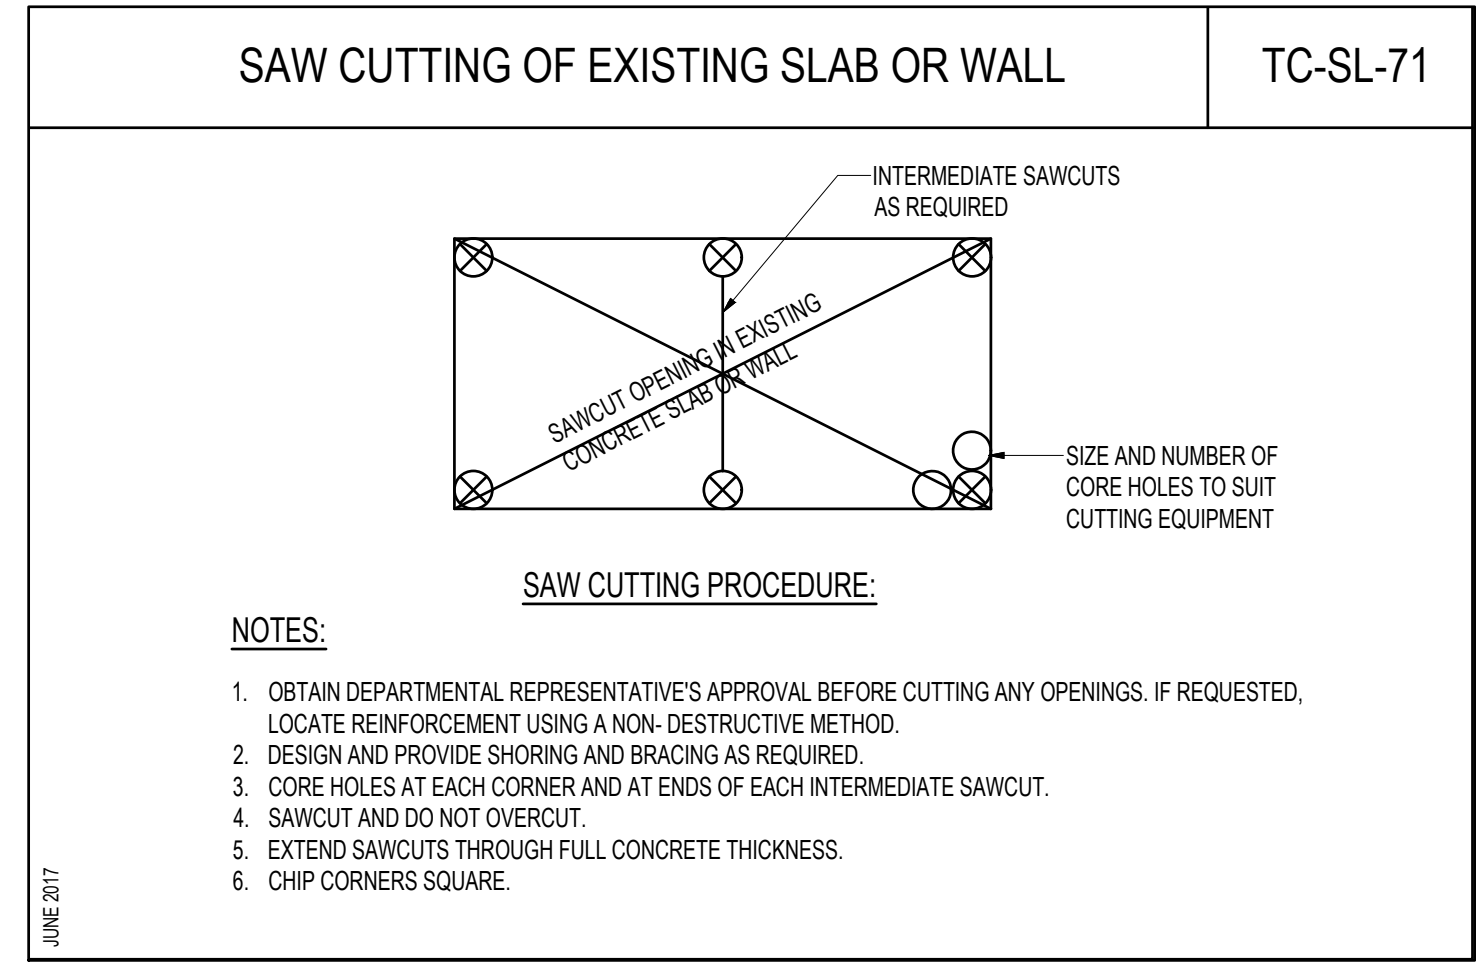 SAW CUTTING OF EXISTING SLAB OR WALL
TC-SL-71
INTERMEDIATE SAWCUTS
AS REQUIRED
SAWCUT OPENING IN EXISTING
CONCRETE SLAB OR WALL
SIZE AND NUMBER OF
CORE HOLES TO SUIT
CUTTING EQUIPMENT
SAW CUTTING PROCEDURE:
NOTES:
1. OBTAIN DEPARTMENTAL REPRESENTATIVE'S APPROVAL BEFORE CUTTING ANY OPENINGS. IF REQUESTED,
LOCATE REINFORCEMENT USING A NON- DESTRUCTIVE METHOD.
2. DESIGN AND PROVIDE SHORING AND BRACING AS REQUIRED.
3. CORE HOLES AT EACH CORNER AND AT ENDS OF EACH INTERMEDIATE SAWCUT.
4. SAWCUT AND DO NOT OVERCUT.
5. EXTEND SAWCUTS THROUGH FULL CONCRETE THICKNESS.
6. CHIP CORNERS SQUARE.
JUNE 2017